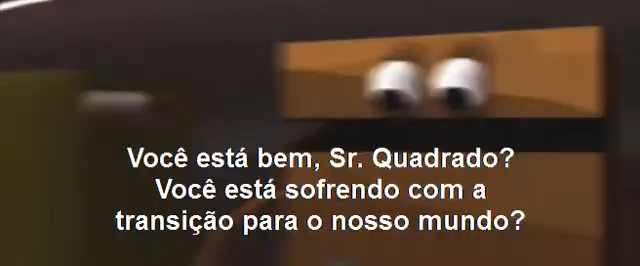 Você está bem, Sr. Quadrado?
Você está sofrendo com a
transição para o nosso mundo?